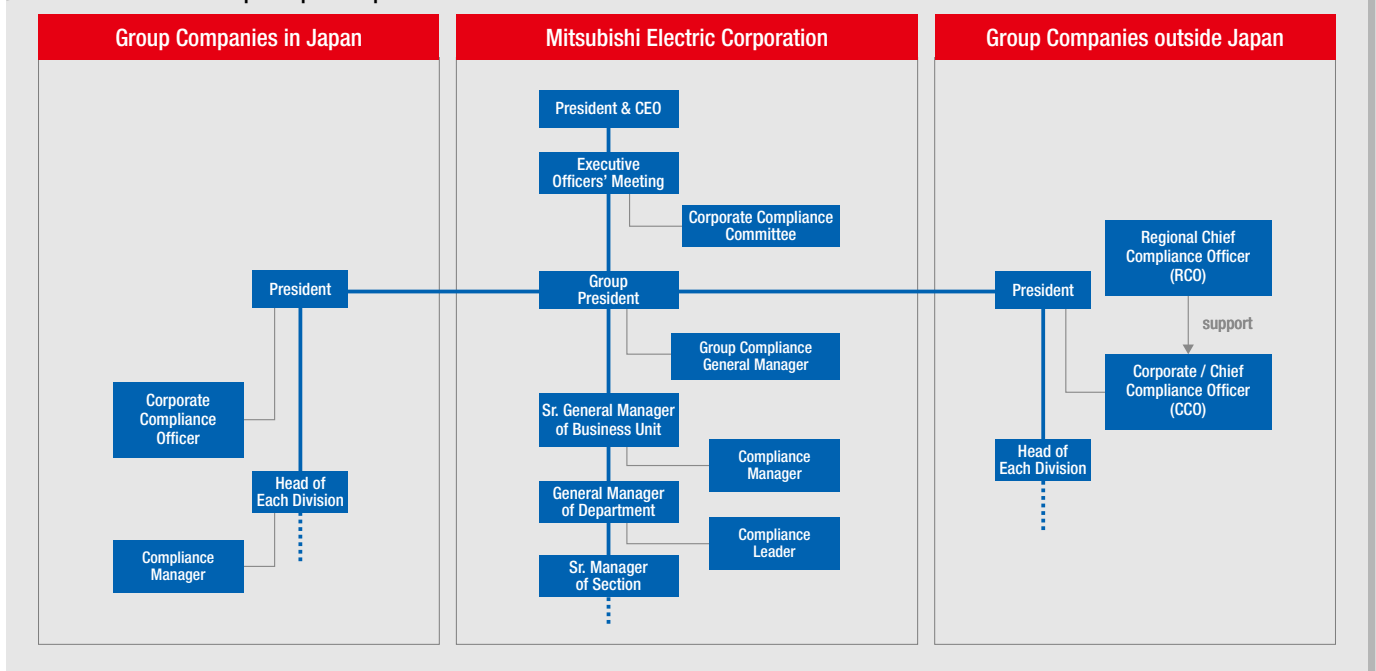 Group Companies in Japan
Mitsubishi Electric Corporation
Group Companies outside Japan
President & CEO
Executive
Officers’ Meeting
Corporate Compliance
Committee
Group
President
Group Compliance
General Manager
Sr. General Manager
of Business Unit
Compliance
Manager
General Manager
of Department
Compliance
Leader
Sr. Manager
of Section
President
Corporate
Compliance
Officer
Head of
Each Division
Compliance
Manager
President
Regional Chief
Compliance Officer
(RCO)
support
Corporate / Chief
Compliance Officer
(CCO)
Head of
Each Division